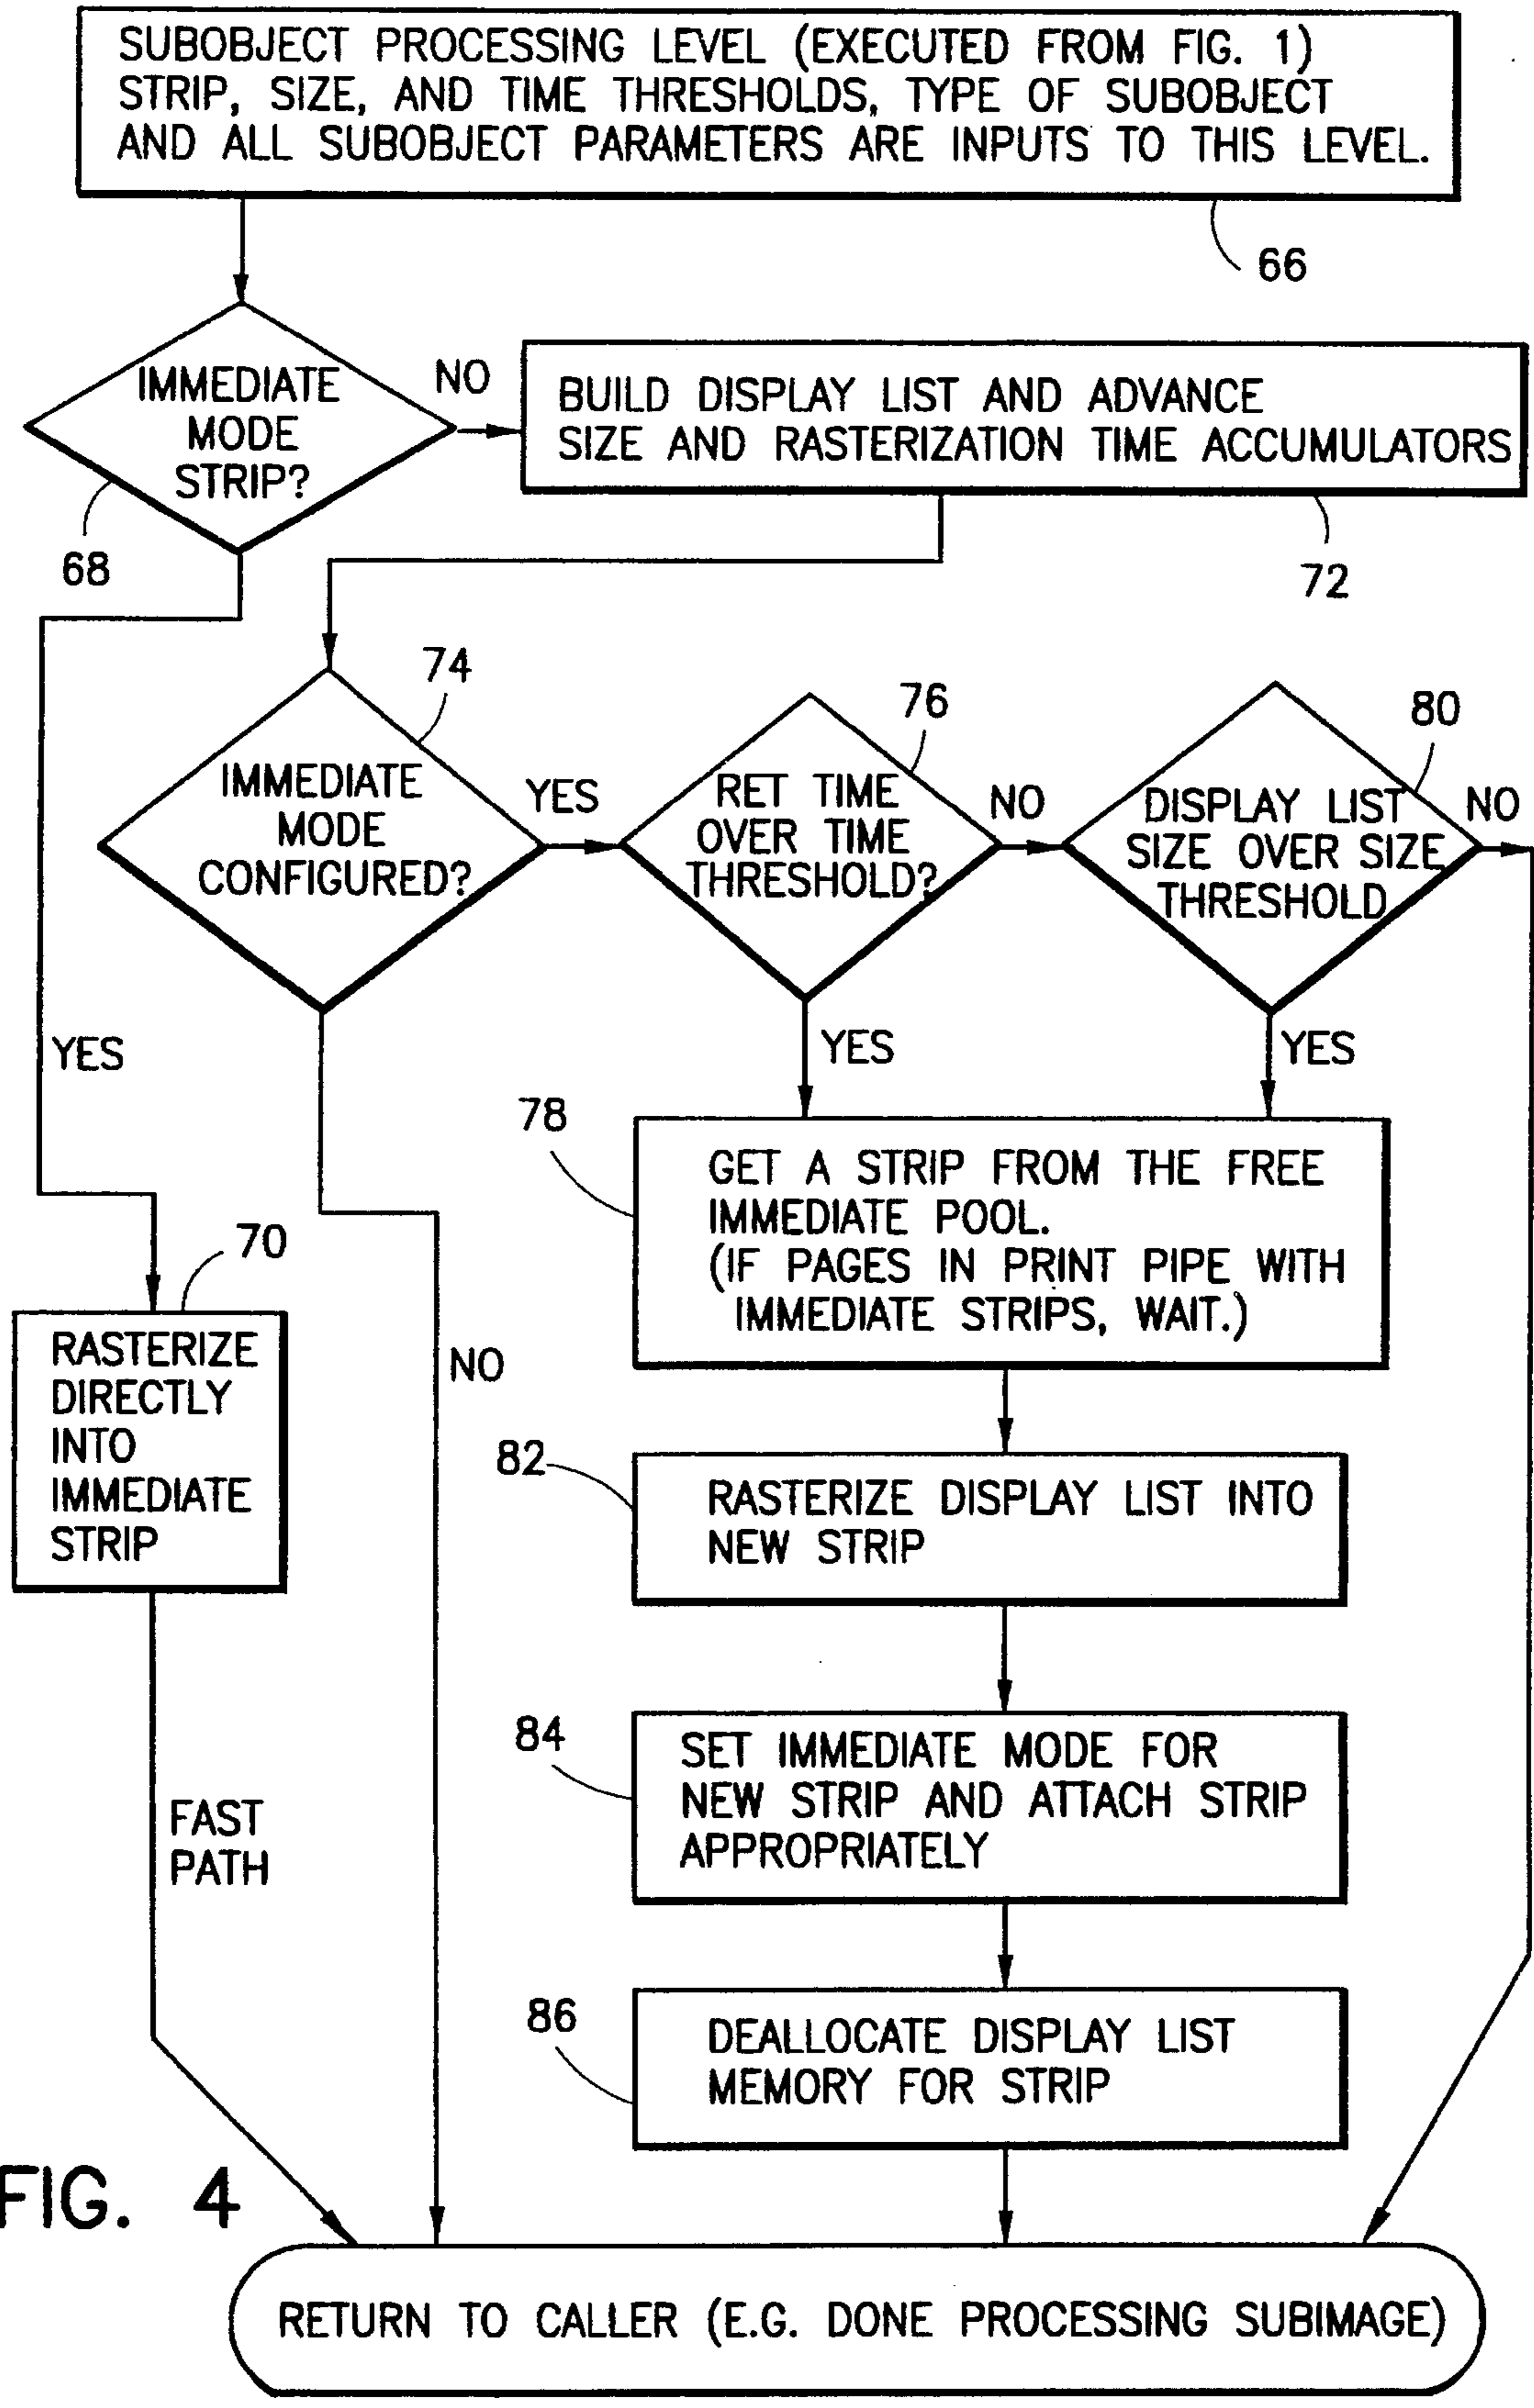 SUBOBJECT PROCESSING LEVEL (EXECUTED FROM FIG. 1)
STRIP, SIZE, AND TIME THRESHOLDS, TYPE OF SUBOBJECT
AND ALL SUBOBJECT PARAMETERS ARE INPUTS TO THIS LEVEL.
66
IMMEDIATE
MODE
STRIP?
68
NO
BUILD DISPLAY LIST AND ADVANCE
SIZE AND RASTERIZATION TIME ACCUMULATORS
72
74
IMMEDIATE
MODE
CONFIGURED?
YES
76
RET TIME
OVER TIME
THRESHOLD?
NO
80
DISPLAY LIST
SIZE OVER SIZE
THRESHOLD
NO
YES
YES
YES
78
GET A STRIP FROM THE FREE
IMMEDIATE POOL.
(IF PAGES IN PRINT PIPE WITH
IMMEDIATE STRIPS, WAIT.)
70
RASTERIZE
DIRECTLY
INTO
IMMEDIATE
STRIP
NO
82
RASTERIZE DISPLAY LIST INTO
NEW STRIP
84
SET IMMEDIATE MODE FOR
NEW STRIP AND ATTACH STRIP
APPROPRIATELY
FAST
PATH
86
DEALLOCATE DISPLAY LIST
MEMORY FOR STRIP
FIG. 4
RETURN TO CALLER (E.G. DONE PROCESSING SUBIMAGE)